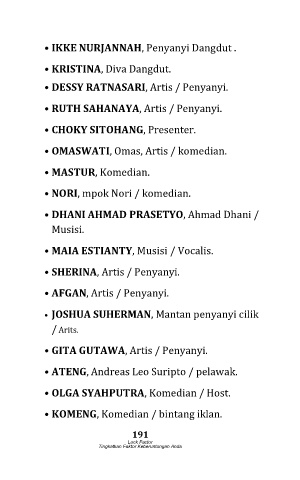 • IKKE NURJANNAH, Penyanyi Dangdut .
• KRISTINA, Diva Dangdut.
• DESSY RATNASARI, Artis / Penyanyi.
• RUTH SAHANAYA, Artis / Penyanyi.
• CHOKY SITOHANG, Presenter.
• OMASWATI, Omas, Artis / komedian.
• MASTUR, Komedian.
• NORI, mpok Nori / komedian.
• DHANI AHMAD PRASETYO, Ahmad Dhani /
Musisi.
• MAIA ESTIANTY, Musisi / Vocalis.
• SHERINA, Artis / Penyanyi.
• AFGAN, Artis / Penyanyi.
• JOSHUA SUHERMAN, Mantan penyanyi cilik
/ Arits.
• GITA GUTAWA, Artis / Penyanyi.
• ATENG, Andreas Leo Suripto / pelawak.
• OLGA SYAHPUTRA, Komedian / Host.
• KOMENG, Komedian / bintang iklan.
191
Luck Factor
Tingkatkan Faktor Keberuntungan Anda